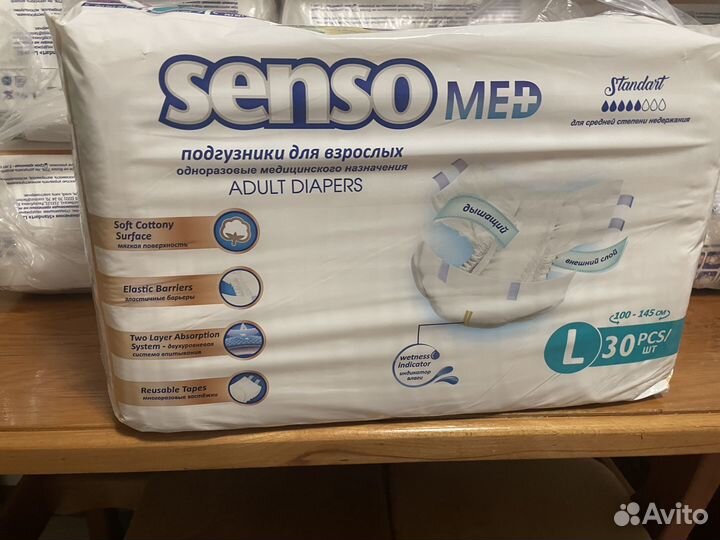 senso MED
Standart
для средней степени недержания
подгузники для взрослых
одноразовые медицинского назначения
ADULT DIAPERS
Soft Cottony
Surface
мягкая поверхность
Elastic Barriers
эластичные барьеры
Two Layer Absorption
System - двухуровневая
система впитывания
Reusable Tapes
многоразовые застёжки
дышащий
внешний слой
wetness
indicator
индикатор
влаги
100 - 145 см
L 30 PCS/
ШТ
Avito